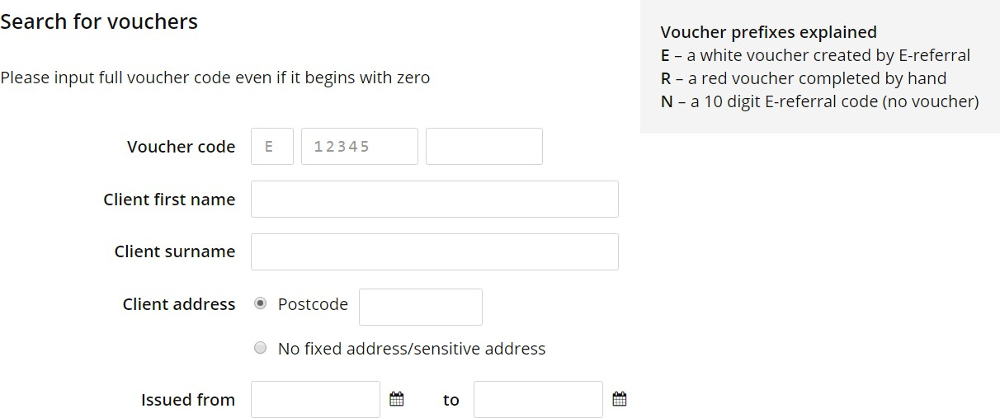 Search for vouchers
Please input full voucher code even if it begins with zero
Voucher code E 12345
Client first name
Client surname
Client address Postcode
No fixed address/sensitive address
Issued from to
Voucher prefixes explained
E – a white voucher created by E-referral
R – a red voucher completed by hand
N – a 10 digit E-referral code (no voucher)